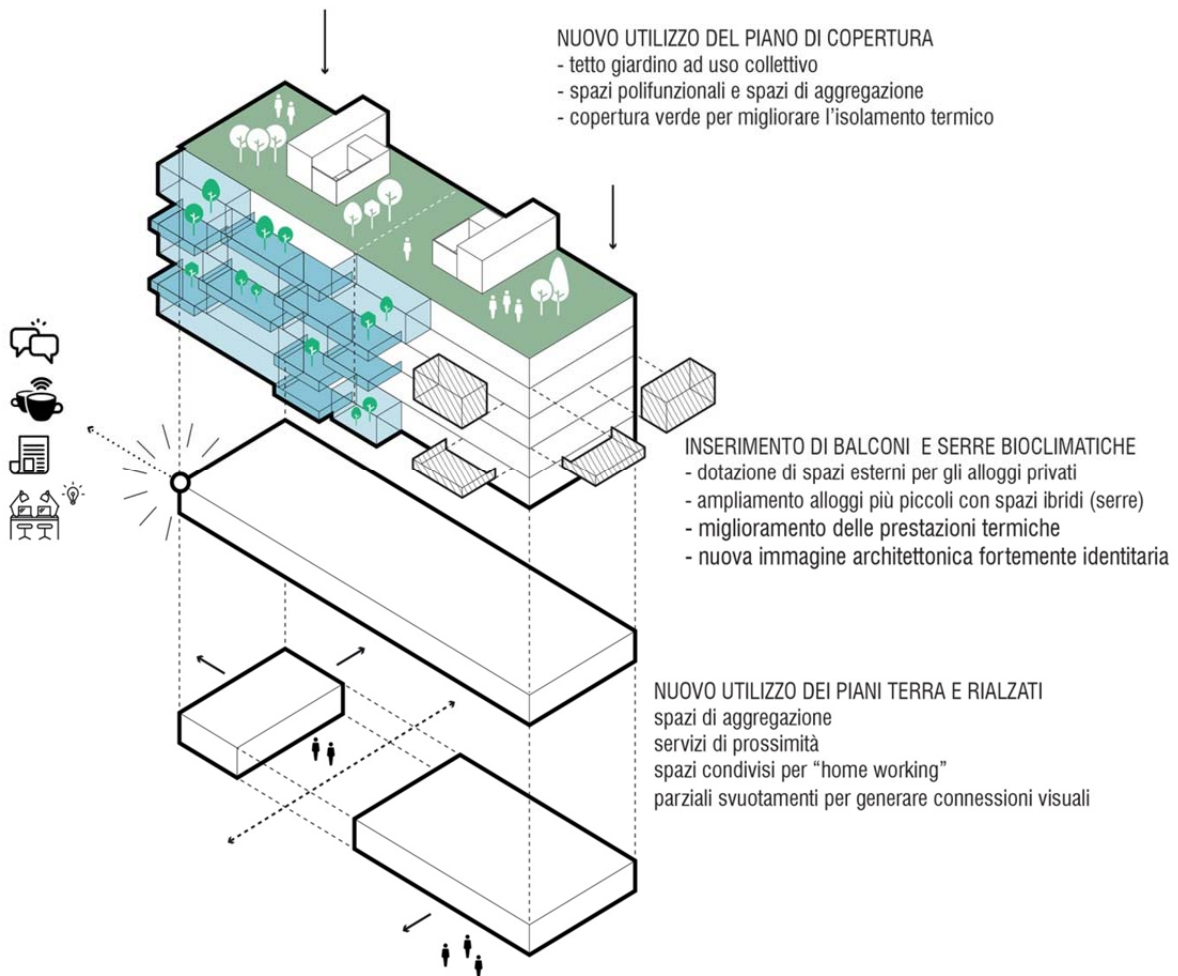 NUOVO UTILIZZO DEL PIANO DI COPERTURA
- tetto giardino ad uso collettivo
- spazi polifunzionali e spazi di aggregazione
- copertura verde per migliorare l'isolamento termico
INSERIMENTO DI BALCONI E SERRE BIOCLIMATICHE
- dotazione di spazi esterni per gli alloggi privati
- ampliamento alloggi più piccoli con spazi ibridi (serre)
- miglioramento delle prestazioni termiche
- nuova immagine architettonica fortemente identitaria
NUOVO UTILIZZO DEI PIANI TERRA E RIALZATI
spazi di aggregazione
servizi di prossimità
spazi condivisi per “home working”
parziali svuotamenti per generare connessioni visuali